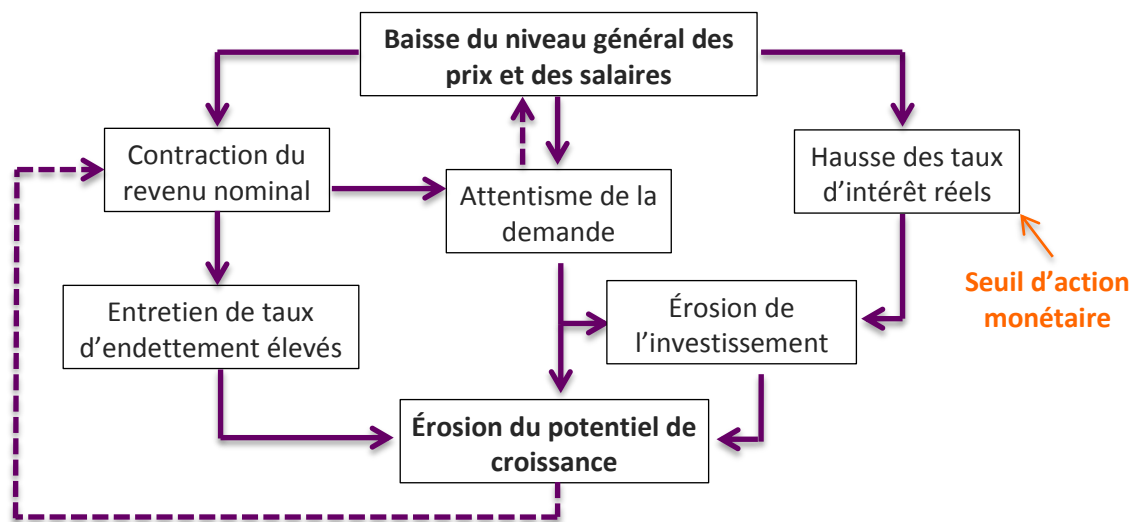 Baisse du niveau général des
prix et des salaires
Contraction du
revenu nominal
Attentisme de la
demande
Hausse des taux
d'intérêt réels
Seuil d'action
monétaire
Entretien de taux
d'endettement élevés
Érosion de
l'investissement
Érosion du potentiel de
croissance